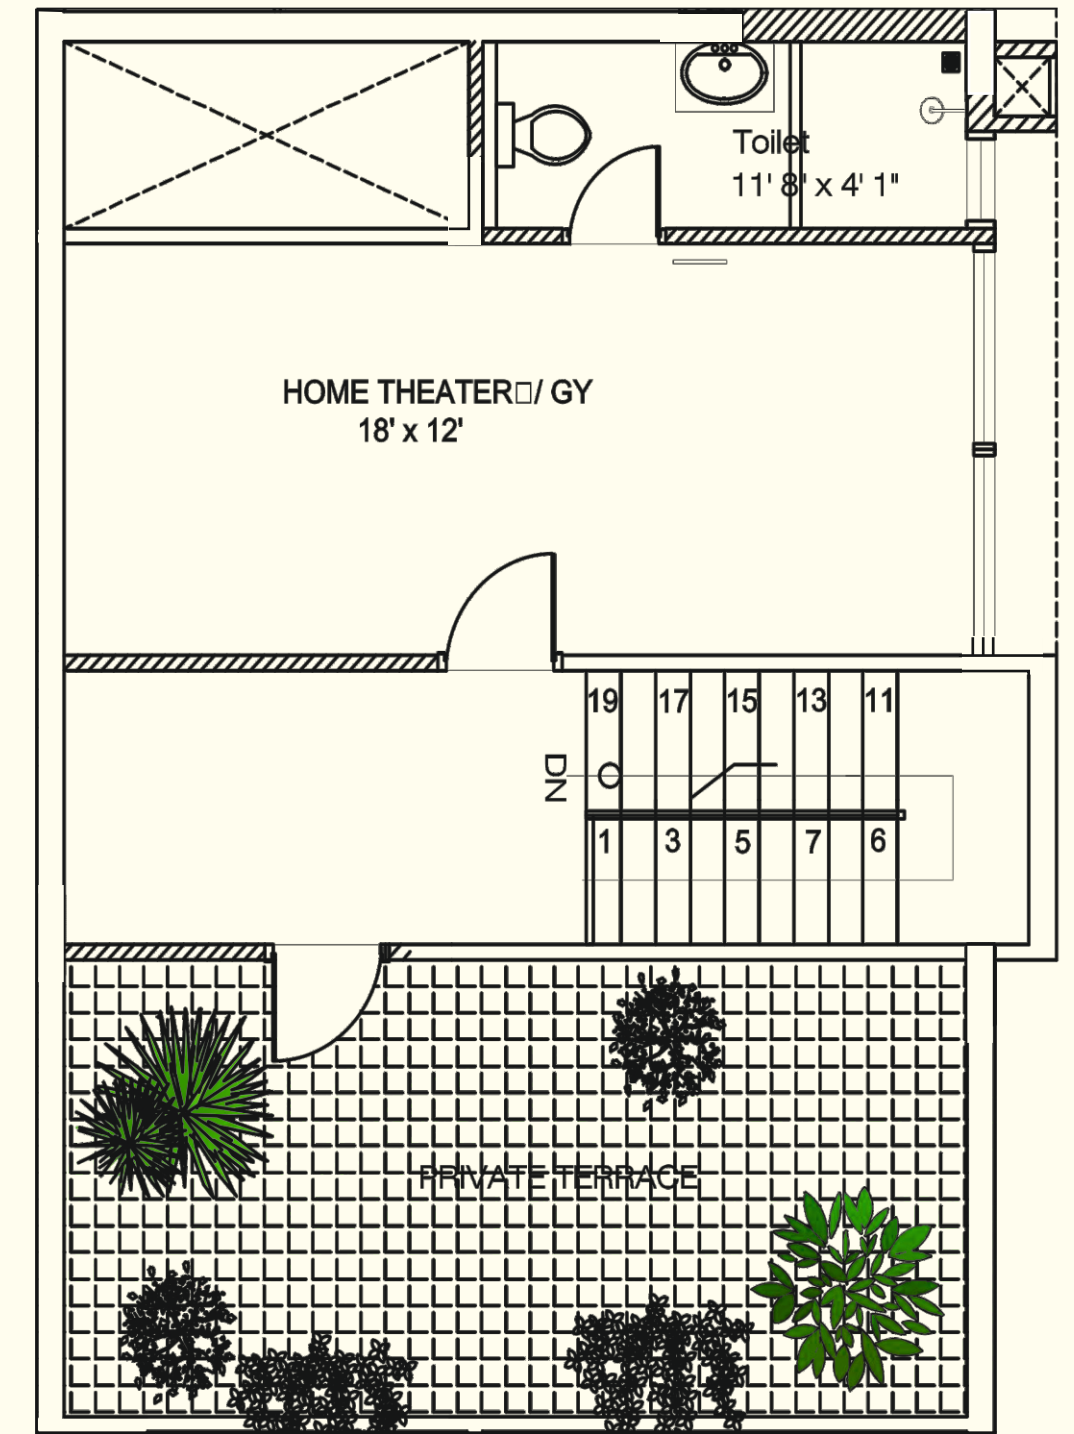 Toilet
11' 8' x 4' 1"
HOME THEATER□/ GY
18' x 12'
19 17 15 13 11
DN
1 3 5 7 6
PRIVATE TERRACE